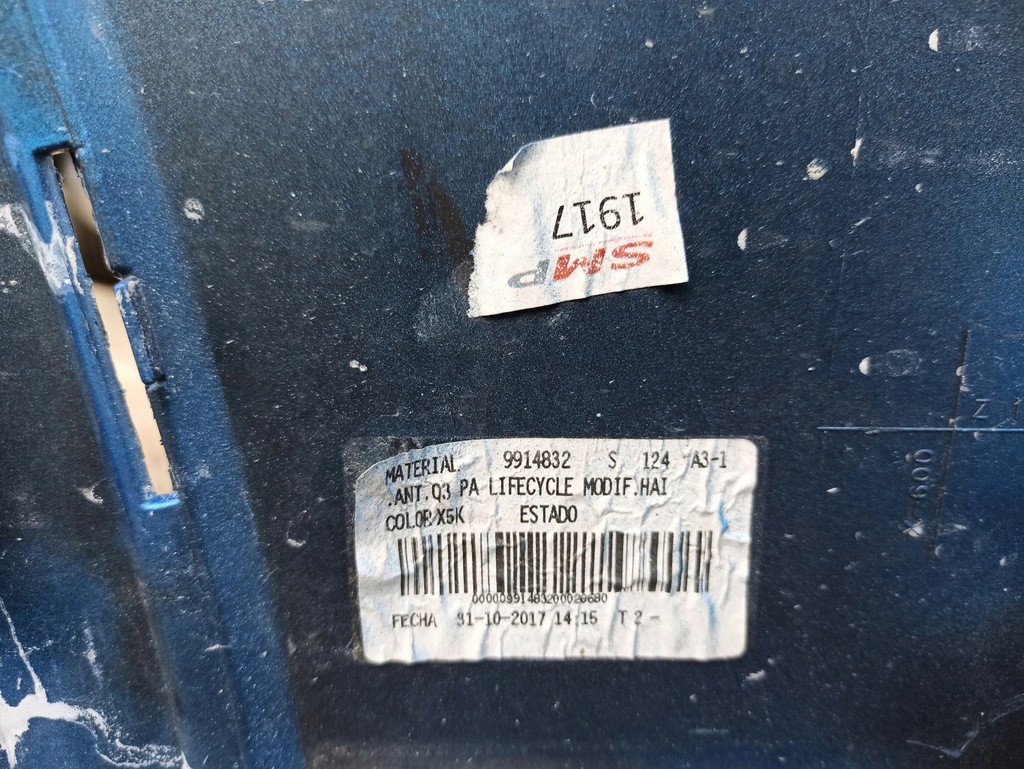 1917
SMP
MATERIAL 9914832 S 124 A3-1
.ANT.Q3 PA LIFECYCLE MODIF.HAI
COLOR X5K ESTADO
00000991483200028680
FECHA 31-10-2017 14:15 T 2 -
Z